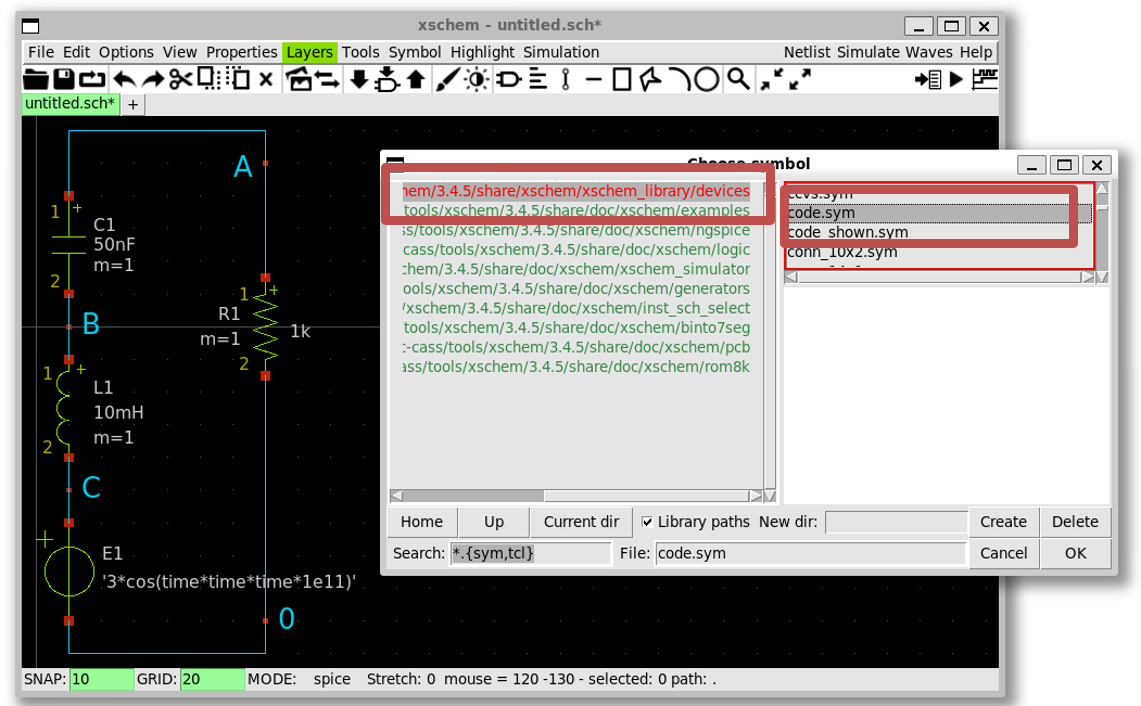 xschem - untitled.sch*
File Edit Options View Properties Layers Tools Symbol Highlight Simulation Netlist Simulate Waves Help
untitled.sch* +
A
1
C1
50nF
m=1
2
B
1
R1
m=1
1k
2
1
L1
10mH
m=1
2
C
E1
'3*cos(time*time*time*1e11)'
0
Choose symbol
hem/3.4.5/share/xschem/xschem_library/devices
tools/xschem/3.4.5/share/doc/xschem/examples
s/tools/xschem/3.4.5/share/doc/xschem/ngspice
cass/tools/xschem/3.4.5/share/doc/xschem/logic
chem/3.4.5/share/doc/xschem/xschem_simulator
ools/xschem/3.4.5/share/doc/xschem/generators
/xschem/3.4.5/share/doc/xschem/inst_sch_select
tools/xschem/3.4.5/share/doc/xschem/binto7seg
c-cass/tools/xschem/3.4.5/share/doc/xschem/pcb
ass/tools/xschem/3.4.5/share/doc/xschem/rom8k
ccvs.sym
code.sym
code_shown.sym
conn_10x2.sym
Home Up Current dir Library paths New dir: Create Delete
Search: *.{sym,tcl} File: code.sym Cancel OK
SNAP: 10 GRID: 20 MODE: spice Stretch: 0 mouse = 120 -130 - selected: 0 path: .